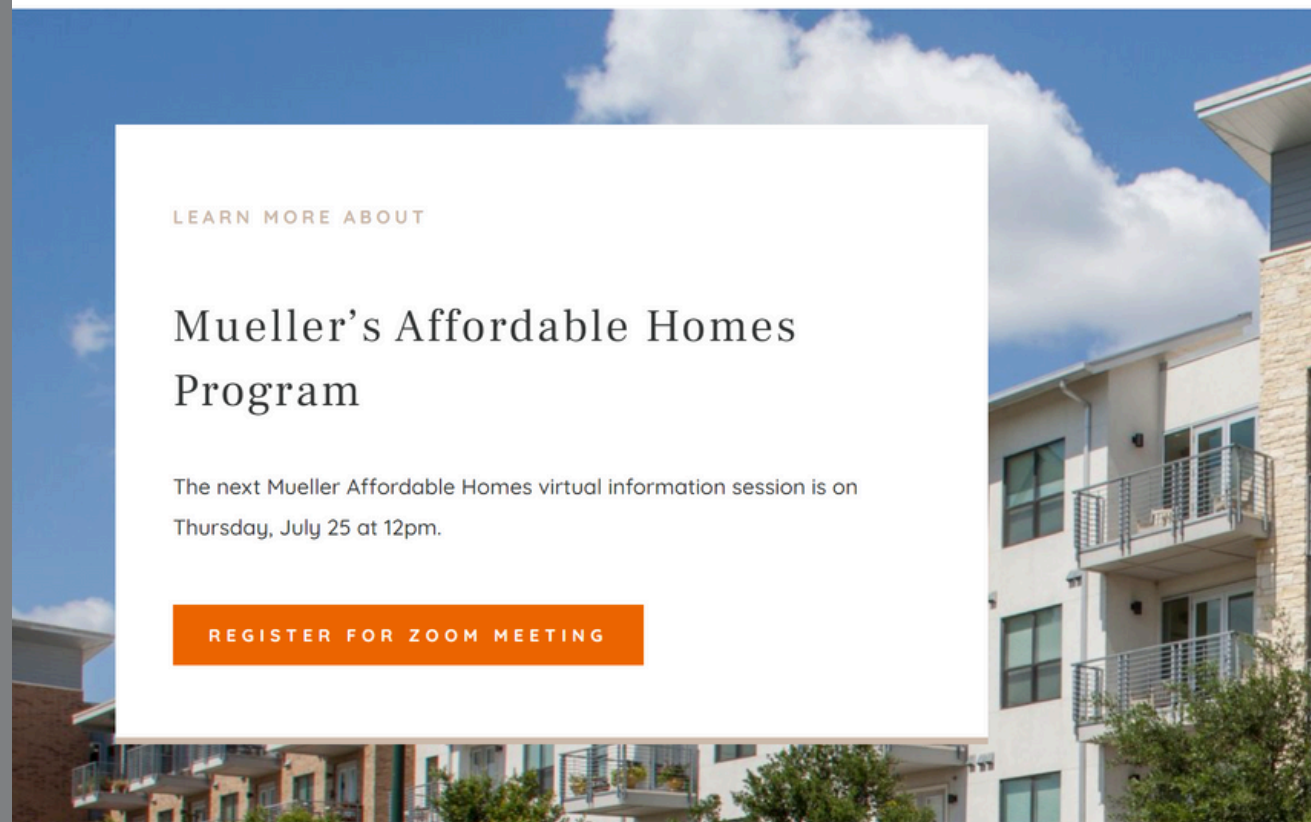 LEARN MORE ABOUT
Mueller’s Affordable Homes
Program
The next Mueller Affordable Homes virtual information session is on
Thursday, July 25 at 12pm.
REGISTER FOR ZOOM MEETING